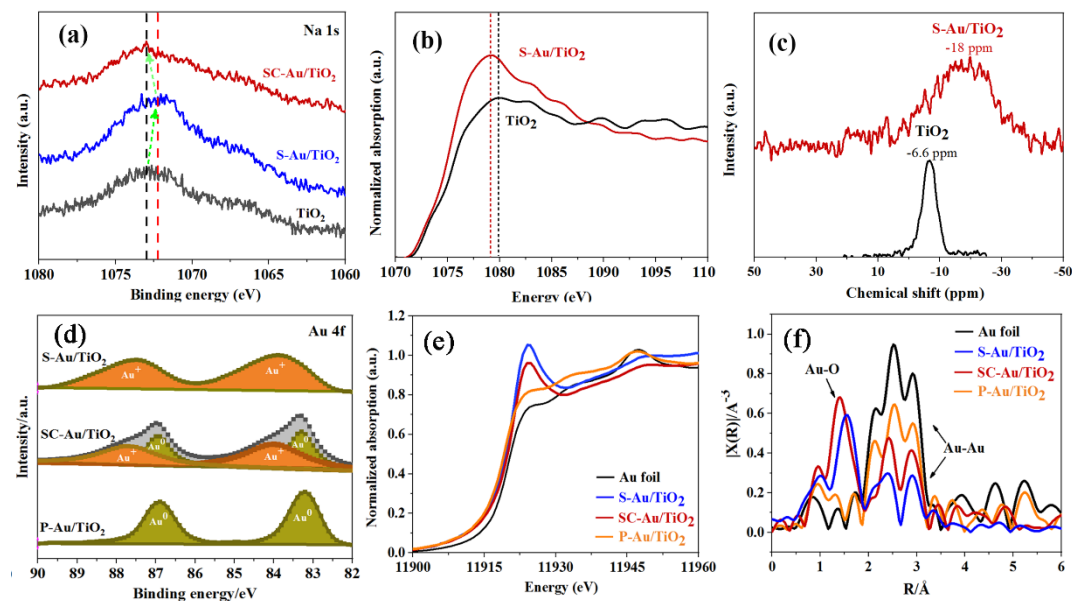 (a)
Na 1s
SC-Au/TiO2
S-Au/TiO2
TiO2
Intensity (a.u.)
1080 1075 1070 1065 1060
Binding energy (eV)
(b)
S-Au/TiO2
TiO2
Normalized absorption (a.u.)
1070 1075 1080 1085 1090 1095 110
Energy (eV)
(c)
S-Au/TiO2
-18 ppm
TiO2
-6.6 ppm
Intensity (a.u.)
50 30 10 -10 -30 -50
Chemical shift (ppm)
(d)
Au 4f
S-Au/TiO2
Au+ Au+
SC-Au/TiO2
Au0 Au0
Au+ Au+
P-Au/TiO2
Au0 Au0
Intensity/a.u.
90 89 88 87 86 85 84 83 82
Binding energy/eV
(e)
1.2
1.0
0.8
0.6
0.4
0.2
0.0
Normalized absorption (a.u.)
Au foil
S-Au/TiO2
SC-Au/TiO2
P-Au/TiO2
11900 11915 11930 11945 11960
Energy (eV)
(f)
1.0
0.8
0.6
0.4
0.2
0.0
|X(R)|/A-3
Au foil
S-Au/TiO2
SC-Au/TiO2
P-Au/TiO2
Au-O
Au-Au
0 1 2 3 4 5 6
R/Å